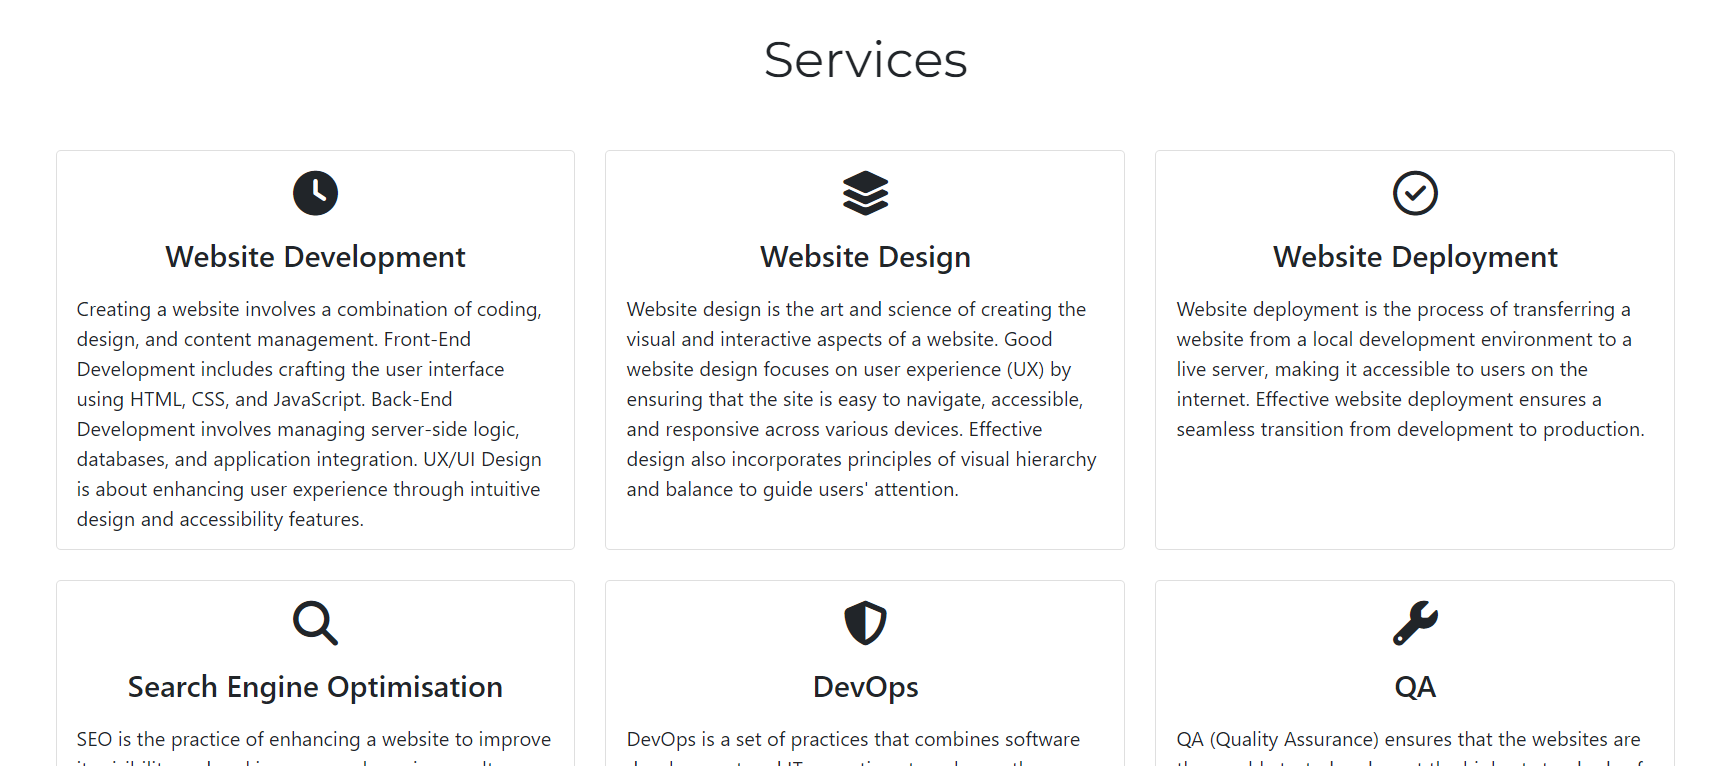 Services
Website Development
Creating a website involves a combination of coding,
design, and content management. Front-End
Development includes crafting the user interface
using HTML, CSS, and JavaScript. Back-End
Development involves managing server-side logic,
databases, and application integration. UX/UI Design
is about enhancing user experience through intuitive
design and accessibility features.
Website Design
Website design is the art and science of creating the
visual and interactive aspects of a website. Good
website design focuses on user experience (UX) by
ensuring that the site is easy to navigate, accessible,
and responsive across various devices. Effective
design also incorporates principles of visual hierarchy
and balance to guide users' attention.
Website Deployment
Website deployment is the process of transferring a
website from a local development environment to a
live server, making it accessible to users on the
internet. Effective website deployment ensures a
seamless transition from development to production.
Search Engine Optimisation
SEO is the practice of enhancing a website to improve
DevOps
DevOps is a set of practices that combines software
QA
QA (Quality Assurance) ensures that the websites are